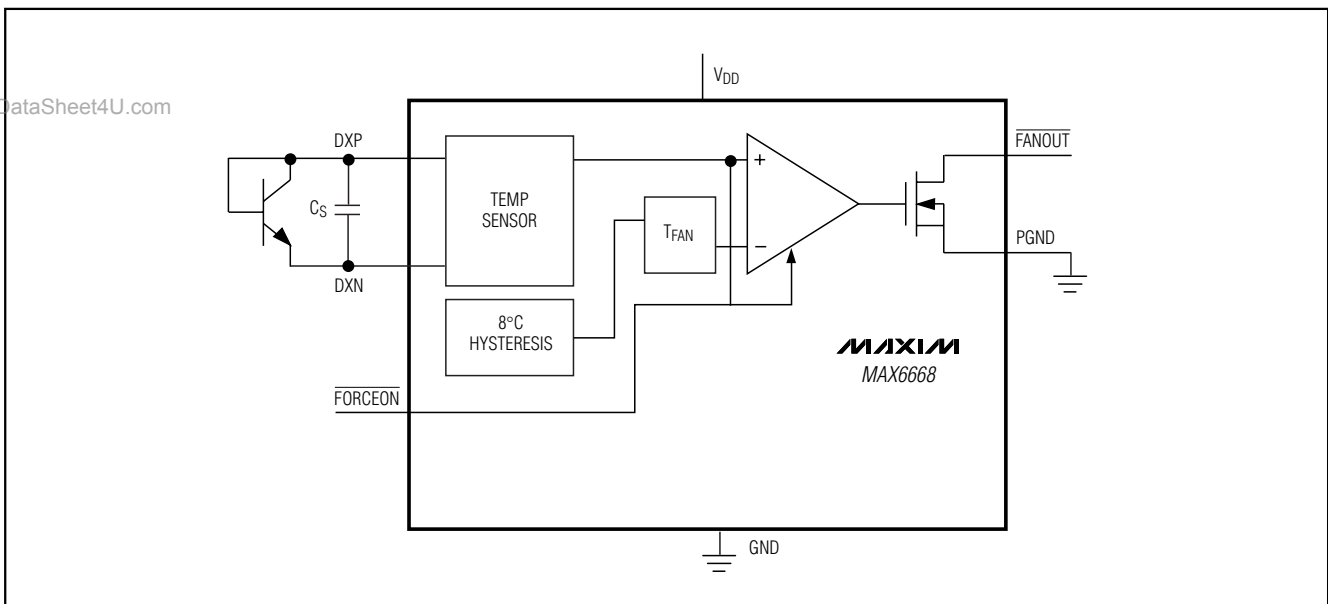 VDD
DataSheet4U.com
DXP
FANOUT
+
TEMP
SENSOR
CS
TFAN
−
PGND
DXN
8°C
HYSTERESIS
MAXIM
MAX6668
FORCEON
GND